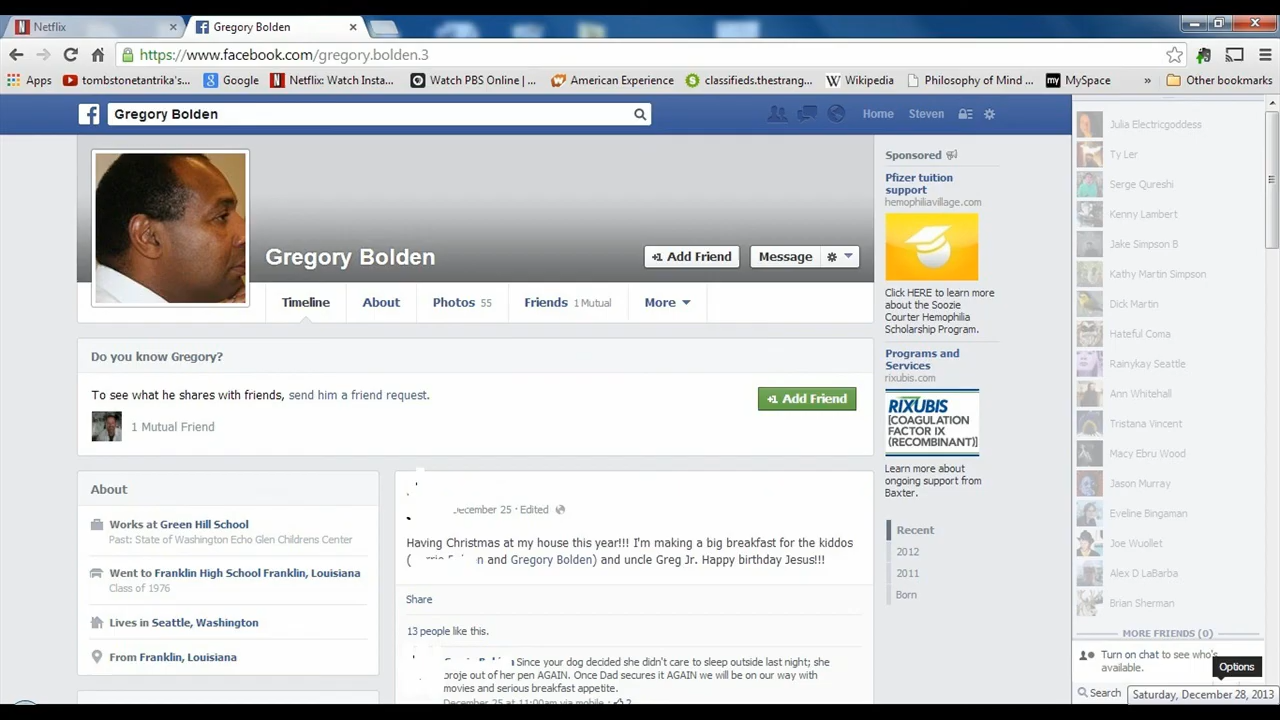 Netflix
Gregory Bolden
https://www.facebook.com/gregory.bolden.3
Apps
tombstonetantrika's...
Google
Netflix: Watch Insta...
Watch PBS Online | ...
American Experience
classifieds.thestrang...
Wikipedia
Philosophy of Mind ...
my MySpace
»
Other bookmarks
Gregory Bolden
Home
Steven
Gregory Bolden
+1 Add Friend
Message
Timeline
About
Photos 55
Friends 1 Mutual
More
Do you know Gregory?
To see what he shares with friends, send him a friend request.
+1 Add Friend
1 Mutual Friend
About
Works at Green Hill School
Past: State of Washington Echo Glen Childrens Center
Went to Franklin High School Franklin, Louisiana
Class of 1976
Lives in Seattle, Washington
From Franklin, Louisiana
December 25 · Edited
Having Christmas at my house this year!!! I'm making a big breakfast for the kiddos
and Gregory Bolden) and uncle Greg Jr. Happy birthday Jesus!!!
Share
13 people like this.
Since your dog decided she didn't care to sleep outside last night; she
broje out of her pen AGAIN. Once Dad secures it AGAIN we will be on our way with
movies and serious breakfast appetite.
December 25 at 11:00am via mobile · 2
Sponsored
Pfizer tuition
support
hemophiliavillage.com
Click HERE to learn more
about the Soozie
Courter Hemophilia
Scholarship Program.
Programs and
Services
rixubis.com
RIXUBIS
[COAGULATION
FACTOR IX
(RECOMBINANT)]
Learn more about
ongoing support from
Baxter.
Recent
2012
2011
Born
Julia Electricgoddess
Ty Ler
Serge Qureshi
Kenny Lambert
Jake Simpson B
Kathy Martin Simpson
Dick Martin
Hateful Coma
Rainykay Seattle
Ann Whitehall
Tristana Vincent
Macy Ebru Wood
Jason Murray
Eveline Bingaman
Joe Wuollet
Alex D LaBarba
Brian Sherman
MORE FRIENDS (0)
Turn on chat to see who's
available.
Options
Search
Saturday, December 28, 2013